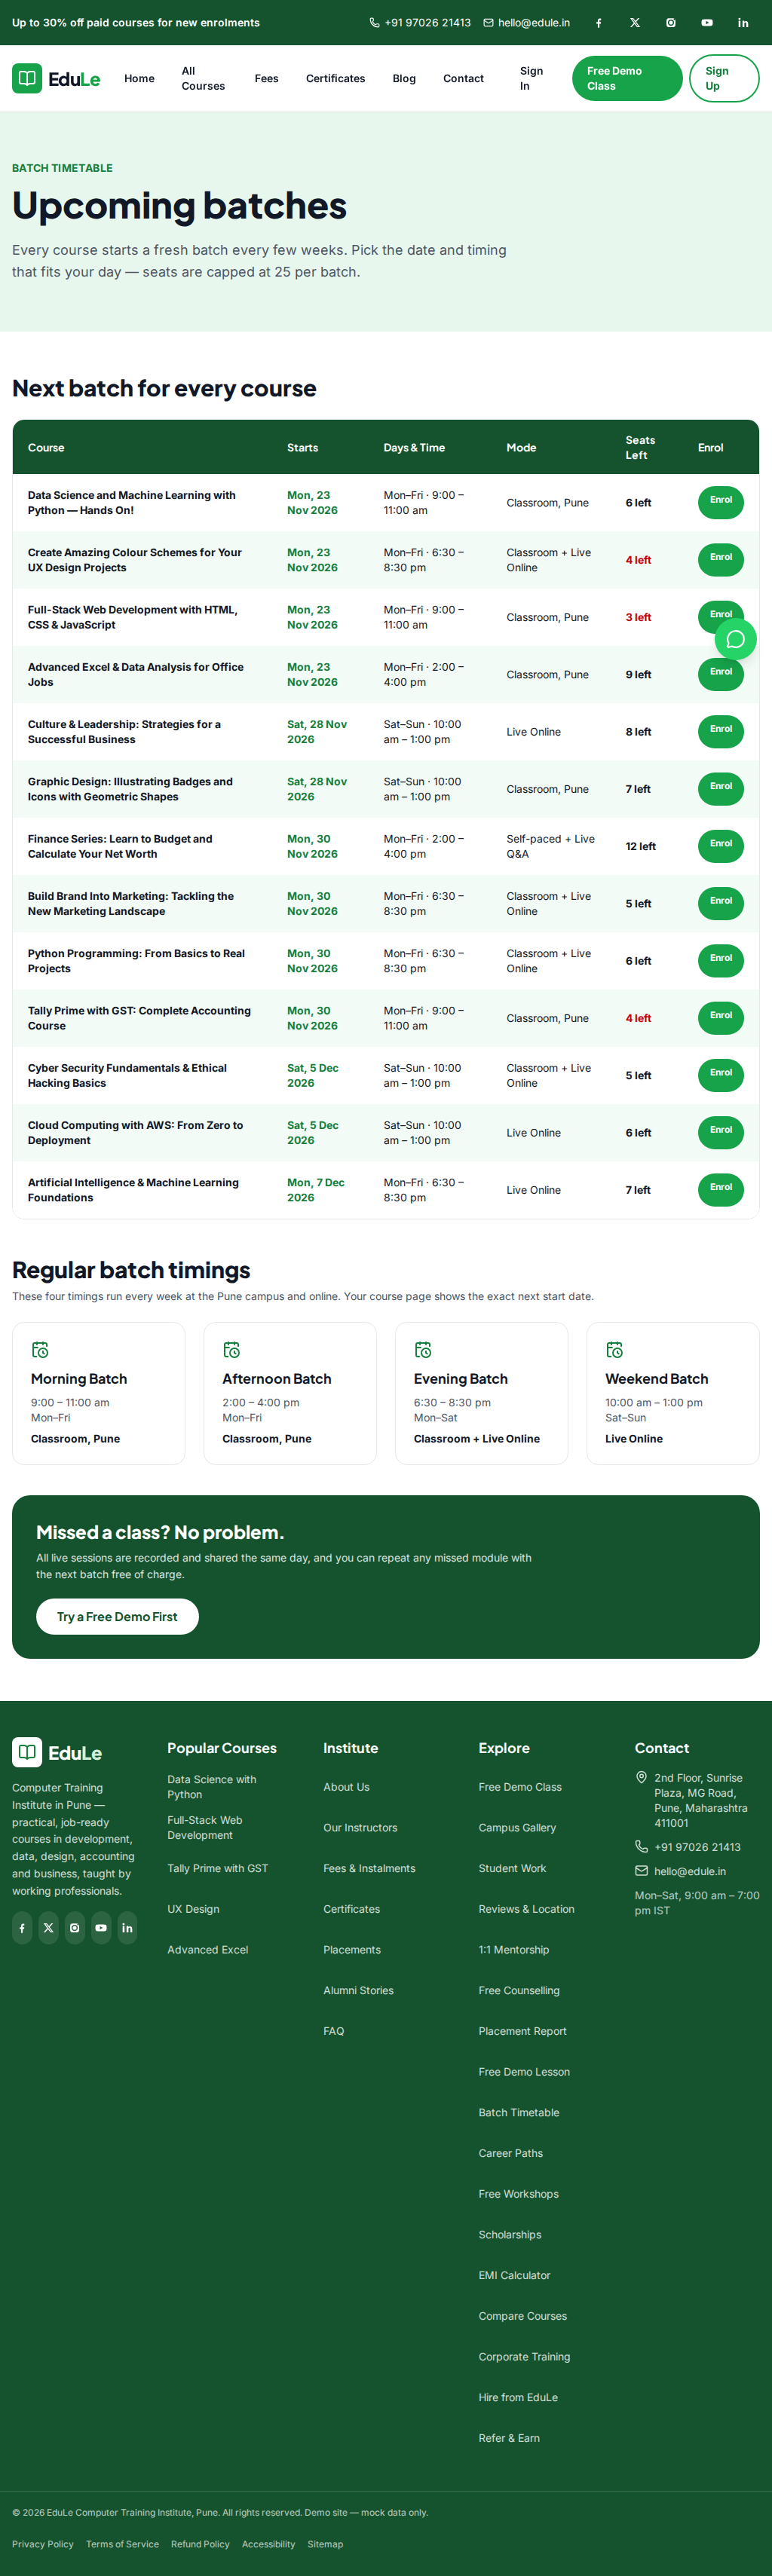 Up to 30% off paid courses for new enrolments
+91 97026 21413
hello@edule.in
EduLe
Home
All
Courses
Fees
Certificates
Blog
Contact
Sign
In
Free Demo
Class
Sign
Up
BATCH TIMETABLE
Upcoming batches
Every course starts a fresh batch every few weeks. Pick the date and timing
that fits your day — seats are capped at 25 per batch.
Next batch for every course
Course Starts Days & Time Mode Seats Left Enrol
Data Science and Machine Learning with
Python — Hands On!
Mon, 23
Nov 2026
Mon–Fri · 9:00 –
11:00 am
Classroom, Pune
6 left
Enrol
Create Amazing Colour Schemes for Your
UX Design Projects
Mon, 23
Nov 2026
Mon–Fri · 6:30 –
8:30 pm
Classroom + Live
Online
4 left
Enrol
Full-Stack Web Development with HTML,
CSS & JavaScript
Mon, 23
Nov 2026
Mon–Fri · 9:00 –
11:00 am
Classroom, Pune
3 left
Enrol
Advanced Excel & Data Analysis for Office
Jobs
Mon, 23
Nov 2026
Mon–Fri · 2:00 –
4:00 pm
Classroom, Pune
9 left
Enrol
Culture & Leadership: Strategies for a
Successful Business
Sat, 28 Nov
2026
Sat–Sun · 10:00
am – 1:00 pm
Live Online
8 left
Enrol
Graphic Design: Illustrating Badges and
Icons with Geometric Shapes
Sat, 28 Nov
2026
Sat–Sun · 10:00
am – 1:00 pm
Classroom, Pune
7 left
Enrol
Finance Series: Learn to Budget and
Calculate Your Net Worth
Mon, 30
Nov 2026
Mon–Fri · 2:00 –
4:00 pm
Self-paced + Live
Q&A
12 left
Enrol
Build Brand Into Marketing: Tackling the
New Marketing Landscape
Mon, 30
Nov 2026
Mon–Fri · 6:30 –
8:30 pm
Classroom + Live
Online
5 left
Enrol
Python Programming: From Basics to Real
Projects
Mon, 30
Nov 2026
Mon–Fri · 6:30 –
8:30 pm
Classroom + Live
Online
6 left
Enrol
Tally Prime with GST: Complete Accounting
Course
Mon, 30
Nov 2026
Mon–Fri · 9:00 –
11:00 am
Classroom, Pune
4 left
Enrol
Cyber Security Fundamentals & Ethical
Hacking Basics
Sat, 5 Dec
2026
Sat–Sun · 10:00
am – 1:00 pm
Classroom + Live
Online
5 left
Enrol
Cloud Computing with AWS: From Zero to
Deployment
Sat, 5 Dec
2026
Sat–Sun · 10:00
am – 1:00 pm
Live Online
6 left
Enrol
Artificial Intelligence & Machine Learning
Foundations
Mon, 7 Dec
2026
Mon–Fri · 6:30 –
8:30 pm
Live Online
7 left
Enrol
Regular batch timings
These four timings run every week at the Pune campus and online. Your course page shows the exact next start date.
Morning Batch
9:00 – 11:00 am
Mon–Fri
Classroom, Pune
Afternoon Batch
2:00 – 4:00 pm
Mon–Fri
Classroom, Pune
Evening Batch
6:30 – 8:30 pm
Mon–Sat
Classroom + Live Online
Weekend Batch
10:00 am – 1:00 pm
Sat–Sun
Live Online
Missed a class? No problem.
All live sessions are recorded and shared the same day, and you can repeat any missed module with
the next batch free of charge.
Try a Free Demo First
EduLe
Computer Training
Institute in Pune —
practical, job-ready
courses in development,
data, design, accounting
and business, taught by
working professionals.
Popular Courses
Data Science with
Python
Full-Stack Web
Development
Tally Prime with GST
UX Design
Advanced Excel
Institute
About Us
Our Instructors
Fees & Instalments
Certificates
Placements
Alumni Stories
FAQ
Explore
Free Demo Class
Campus Gallery
Student Work
Reviews & Location
1:1 Mentorship
Free Counselling
Placement Report
Free Demo Lesson
Batch Timetable
Career Paths
Free Workshops
Scholarships
EMI Calculator
Compare Courses
Corporate Training
Hire from EduLe
Refer & Earn
Contact
2nd Floor, Sunrise
Plaza, MG Road,
Pune, Maharashtra
411001
+91 97026 21413
hello@edule.in
Mon–Sat, 9:00 am – 7:00
pm IST
© 2026 EduLe Computer Training Institute, Pune. All rights reserved. Demo site — mock data only.
Privacy Policy
Terms of Service
Refund Policy
Accessibility
Sitemap